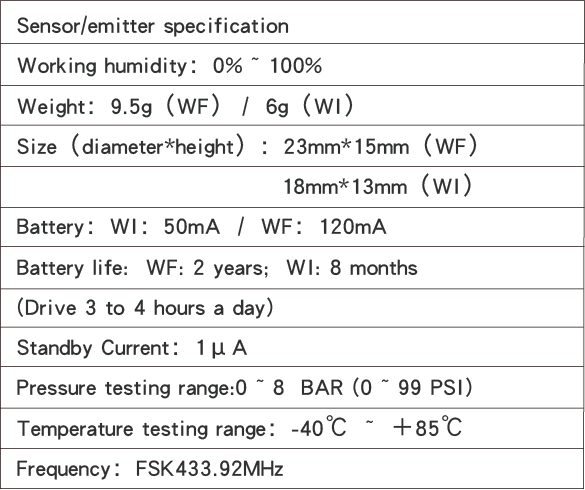 Sensor/emitter specification
Working humidity: 0% ~ 100%
Weight: 9.5g (WF) / 6g (WI)
Size (diameter*height) : 23mm*15mm (WF)
18mm*13mm (WI)
Battery: WI: 50mA / WF: 120mA
Battery life: WF: 2 years; WI: 8 months
(Drive 3 to 4 hours a day)
Standby Current: 1μA
Pressure testing range:0 ~ 8 BAR (0 ~ 99 PSI)
Temperature testing range: -40℃ ~ +85℃
Frequency: FSK433.92MHz